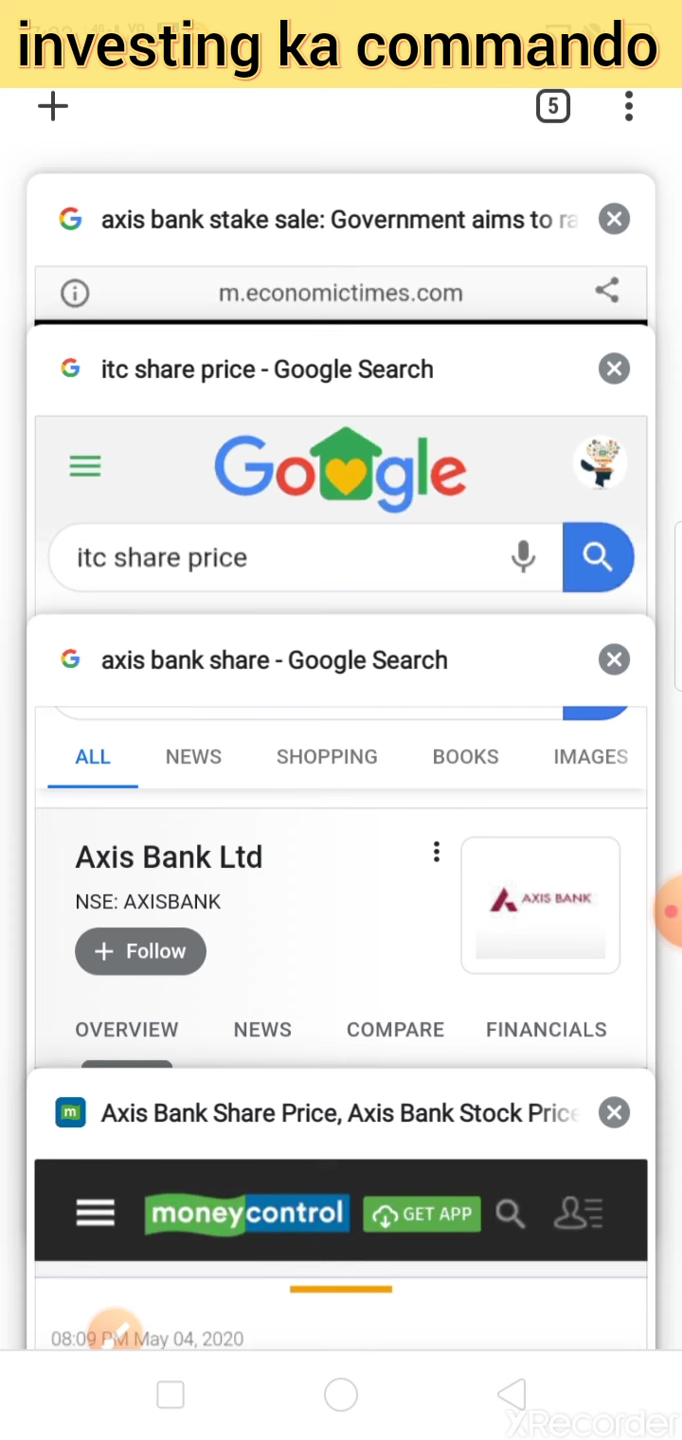 investing ka commando
5
axis bank stake sale: Government aims to ra
m.economictimes.com
itc share price - Google Search
Google
itc share price
axis bank share - Google Search
ALL NEWS SHOPPING BOOKS IMAGES
Axis Bank Ltd
NSE: AXISBANK
+ Follow
AXIS BANK
OVERVIEW NEWS COMPARE FINANCIALS
m Axis Bank Share Price, Axis Bank Stock Price
moneycontrol GET APP
08:09 PM May 04, 2020
XRecorder